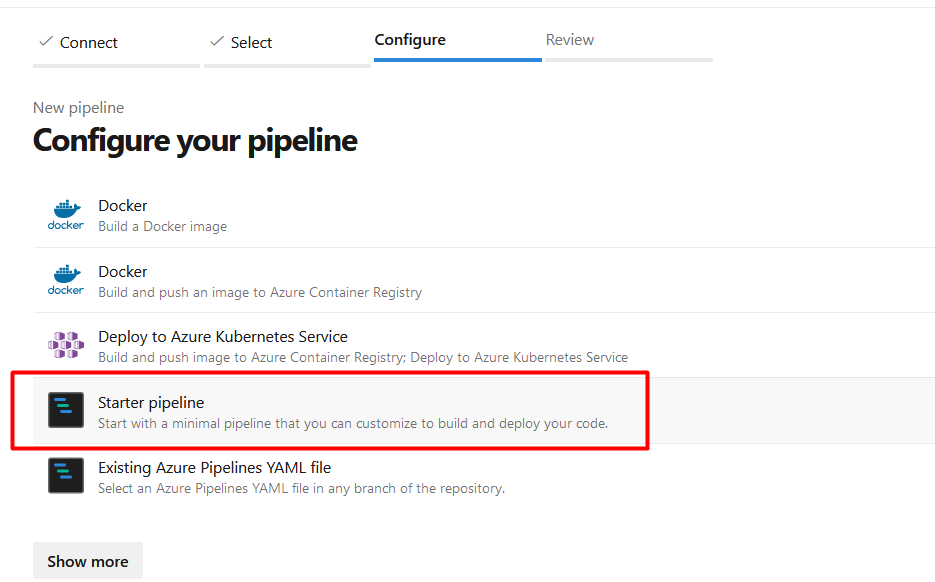 Connect
Select
Configure
Review
New pipeline
Configure your pipeline
docker
Docker
Build a Docker image
docker
Docker
Build and push an image to Azure Container Registry
Deploy to Azure Kubernetes Service
Build and push image to Azure Container Registry; Deploy to Azure Kubernetes Service
Starter pipeline
Start with a minimal pipeline that you can customize to build and deploy your code.
Existing Azure Pipelines YAML file
Select an Azure Pipelines YAML file in any branch of the repository.
Show more